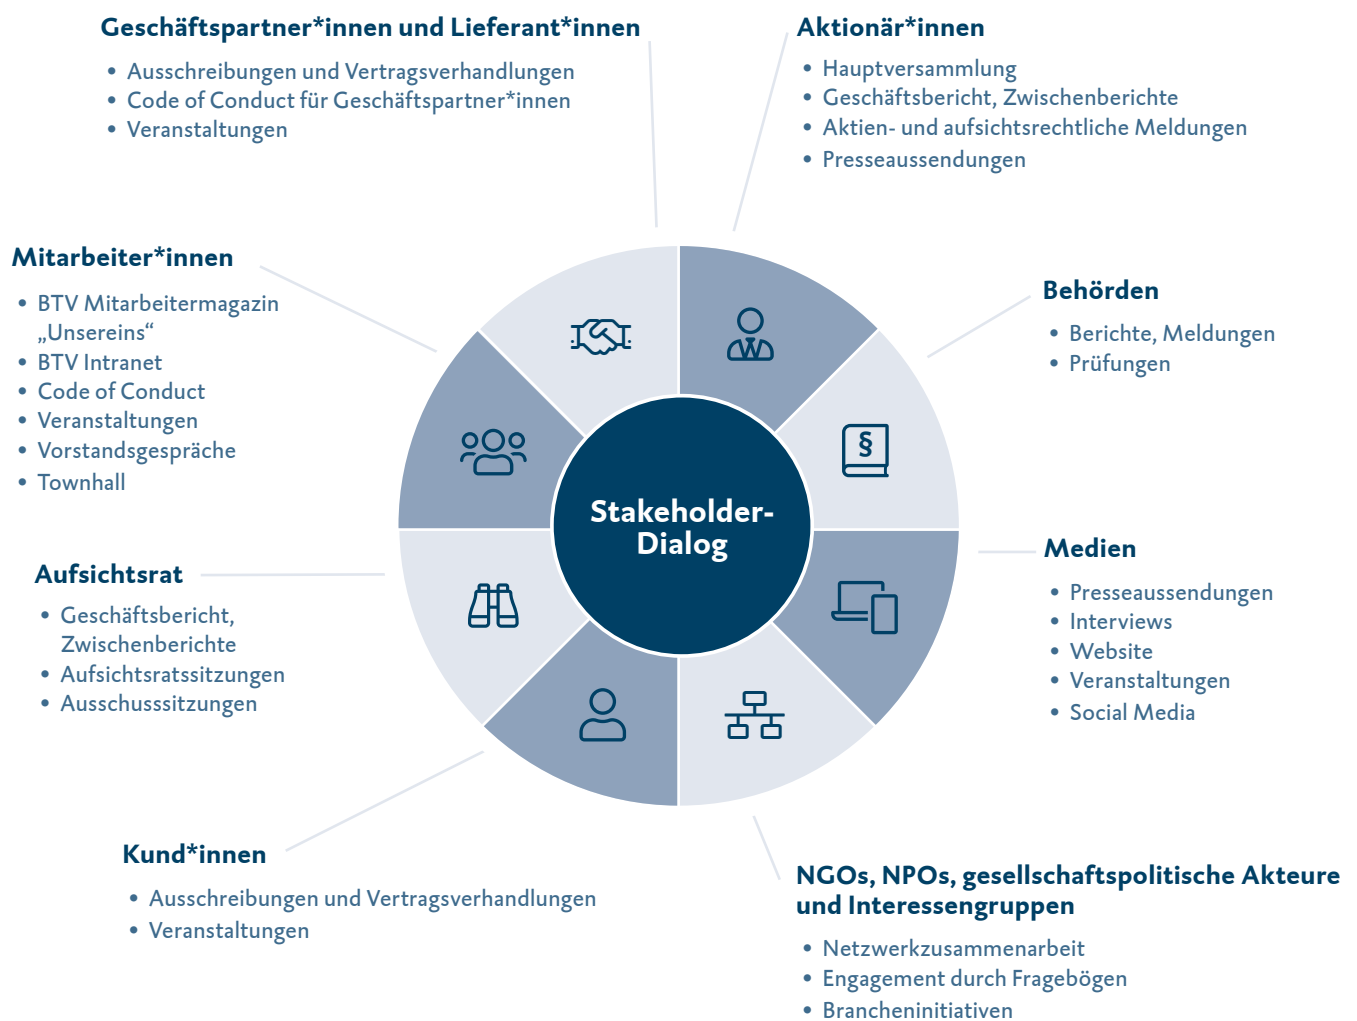 Geschäftspartner*innen und Lieferant*innen
• Ausschreibungen und Vertragsverhandlungen
• Code of Conduct für Geschäftspartner*innen
• Veranstaltungen
Aktionär*innen
• Hauptversammlung
• Geschäftsbericht, Zwischenberichte
• Aktien- und aufsichtsrechtliche Meldungen
• Presseaussendungen
Mitarbeiter*innen
• BTV Mitarbeitermagazin
„Unsereins“
• BTV Intranet
• Code of Conduct
• Veranstaltungen
• Vorstandsgespräche
• Townhall
Behörden
• Berichte, Meldungen
• Prüfungen
§
Stakeholder-
Dialog
Aufsichtsrat
• Geschäftsbericht,
Zwischenberichte
• Aufsichtsratssitzungen
• Ausschusssitzungen
Medien
• Presseaussendungen
• Interviews
• Website
• Veranstaltungen
• Social Media
Kund*innen
• Ausschreibungen und Vertragsverhandlungen
• Veranstaltungen
NGOs, NPOs, gesellschaftspolitische Akteure
und Interessengruppen
• Netzwerkzusammenarbeit
• Engagement durch Fragebögen
• Brancheninitiativen